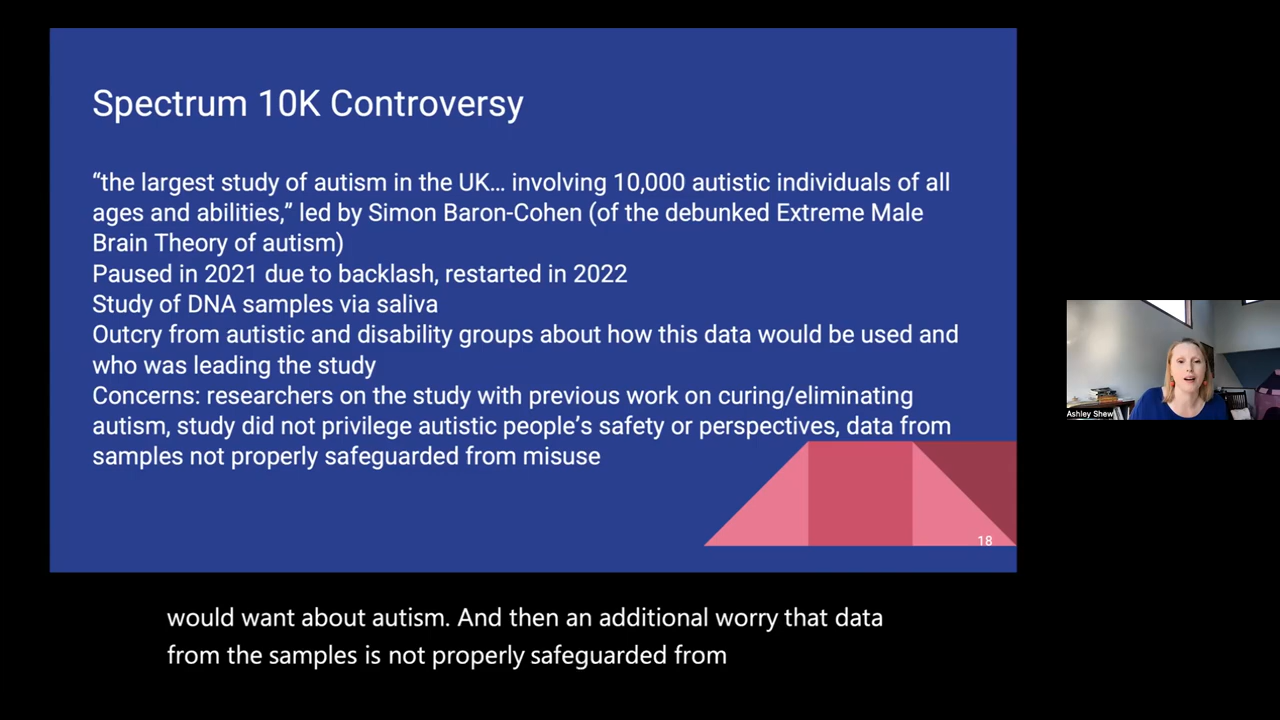 Spectrum 10K Controversy
“the largest study of autism in the UK... involving 10,000 autistic individuals of all
ages and abilities,” led by Simon Baron-Cohen (of the debunked Extreme Male
Brain Theory of autism)
Paused in 2021 due to backlash, restarted in 2022
Study of DNA samples via saliva
Outcry from autistic and disability groups about how this data would be used and
who was leading the study
Concerns: researchers on the study with previous work on curing/eliminating
autism, study did not privilege autistic people’s safety or perspectives, data from
samples not properly safeguarded from misuse
18
Ashley Shew
would want about autism. And then an additional worry that data
from the samples is not properly safeguarded from